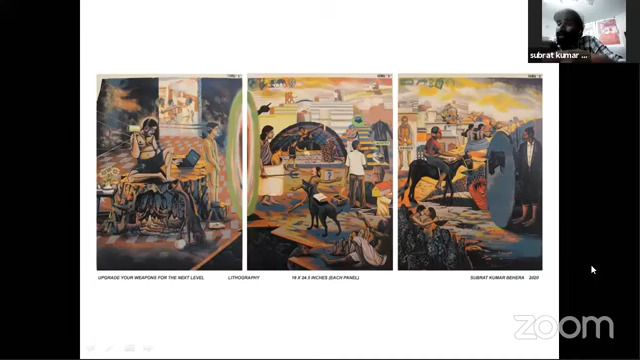 subrat kumar ...
UPGRADE YOUR WEAPONS FOR THE NEXT LEVEL LITHOGRAPHY 18 X 24.5 INCHES (EACH PANEL) SUBRAT KUMAR BEHERA 2020
zoom